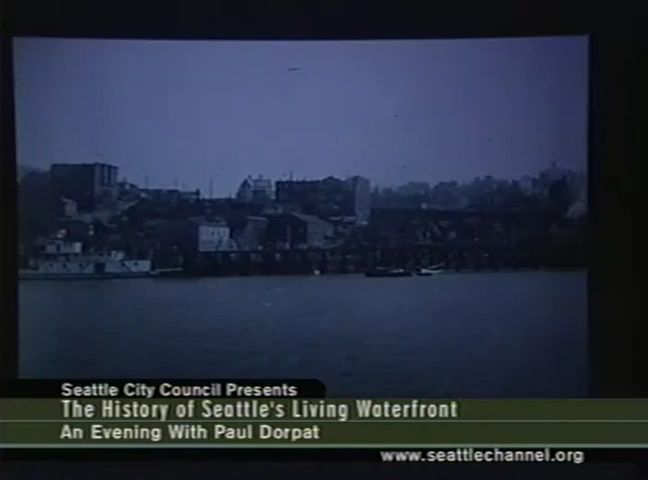 Seattle City Council Presents
The History of Seattle's Living Waterfront
An Evening With Paul Dorpat
www.seattlechannel.org